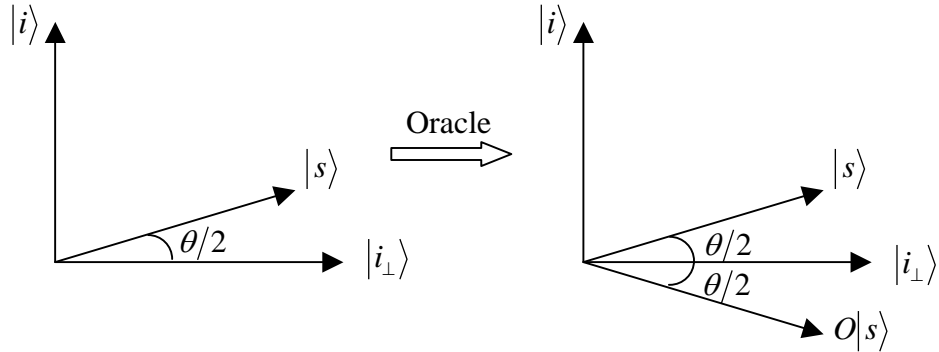 |i⟩
|s⟩
θ/2
|i⊥⟩
Oracle
|i⟩
|s⟩
θ/2
|i⊥⟩
θ/2
O|s⟩